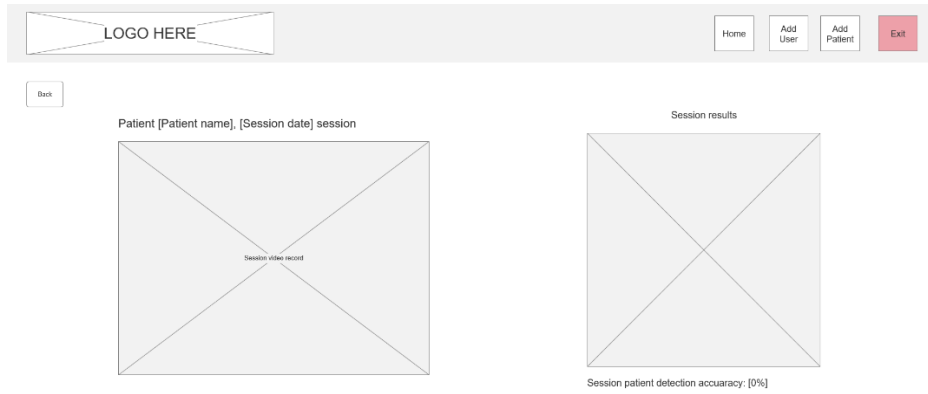 LOGO HERE
Home
Add
User
Add
Patient
Exit
Back
Patient [Patient name], [Session date] session
Session results
Session video record
Session patient detection accuaracy: [0%]